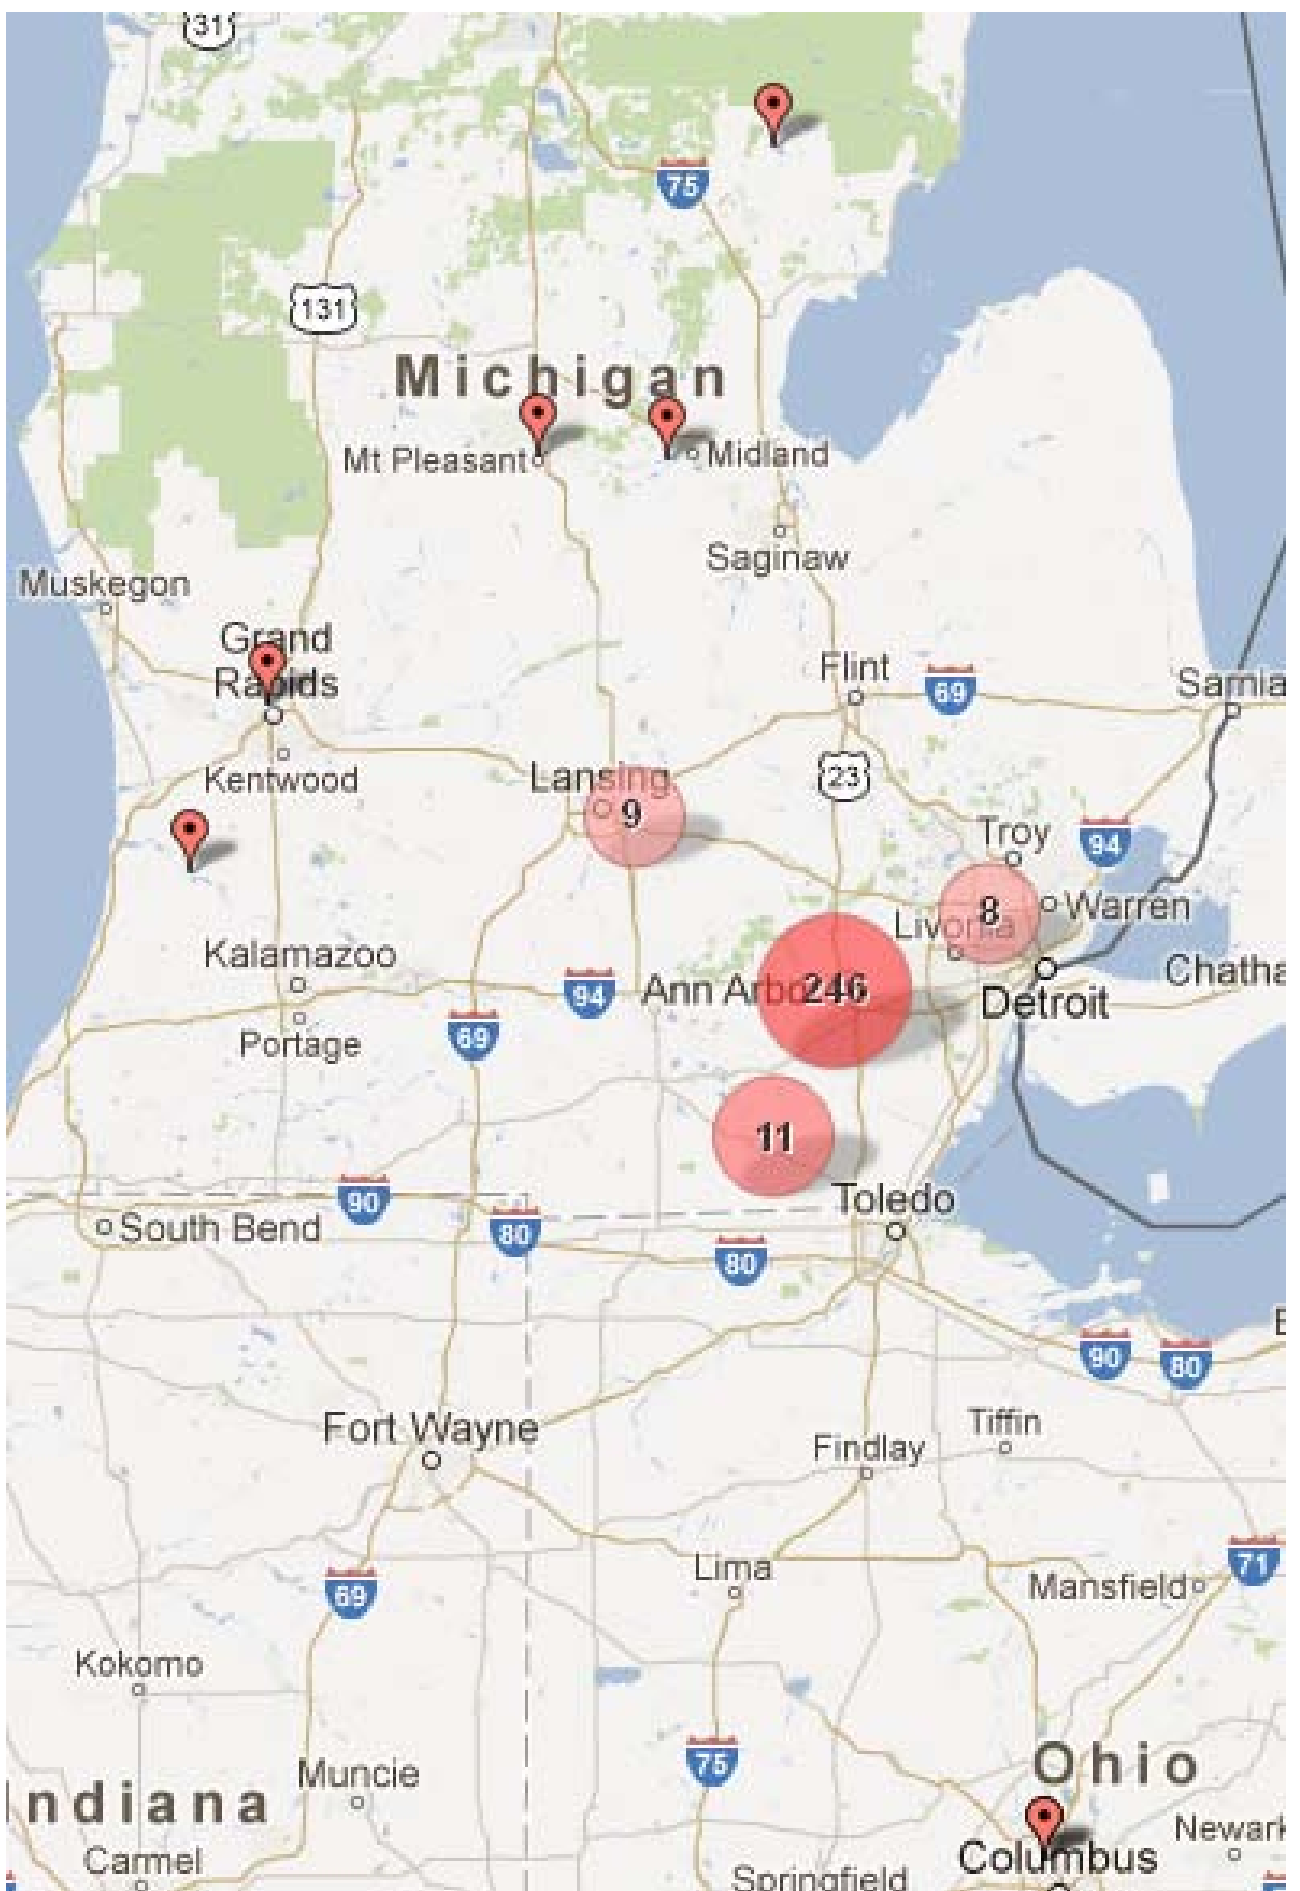 31
75
131
Michigan
Mt Pleasant
Midland
Saginaw
Muskegon
Grand
Rapids
Flint
69
Sarnia
Kentwood
Lansing
23
9
Troy
94
8
Warren
Livonia
Kalamazoo
94
Ann Arbo
246
Chatha
Detroit
Portage
69
11
90
Toledo
South Bend
80
80
90
80
Fort Wayne
Tiffin
Findlay
71
Lima
Mansfield
69
Kokomo
75
Ohio
Muncie
ndiana
Newark
Carmel
Columbus
Springfield